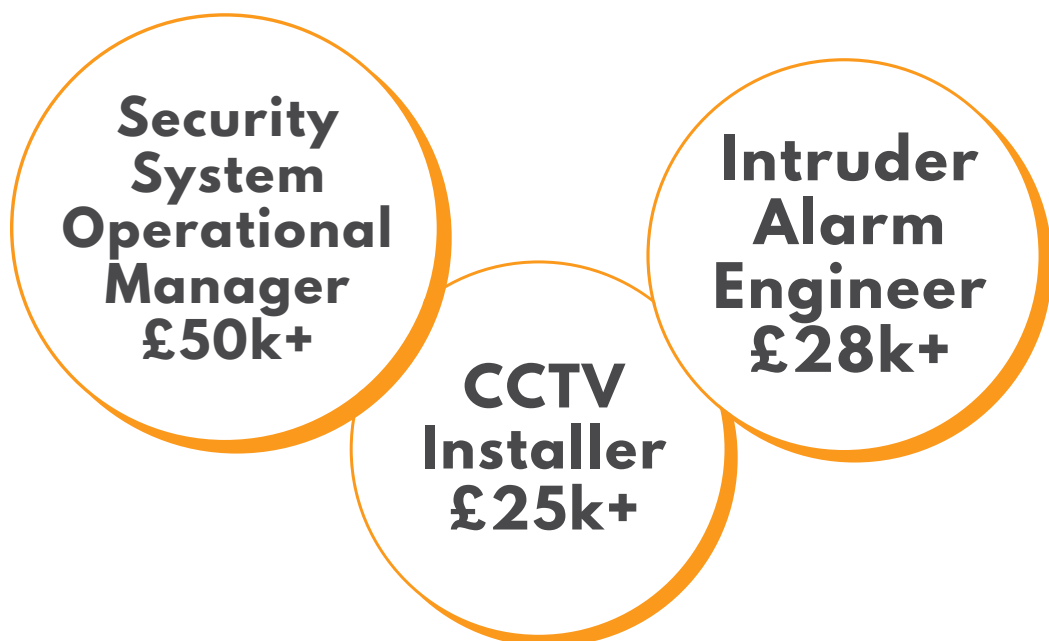 Security
System
Operational
Manager
£50k+
CCTV
Installer
£25k+
Intruder
Alarm
Engineer
£28k+